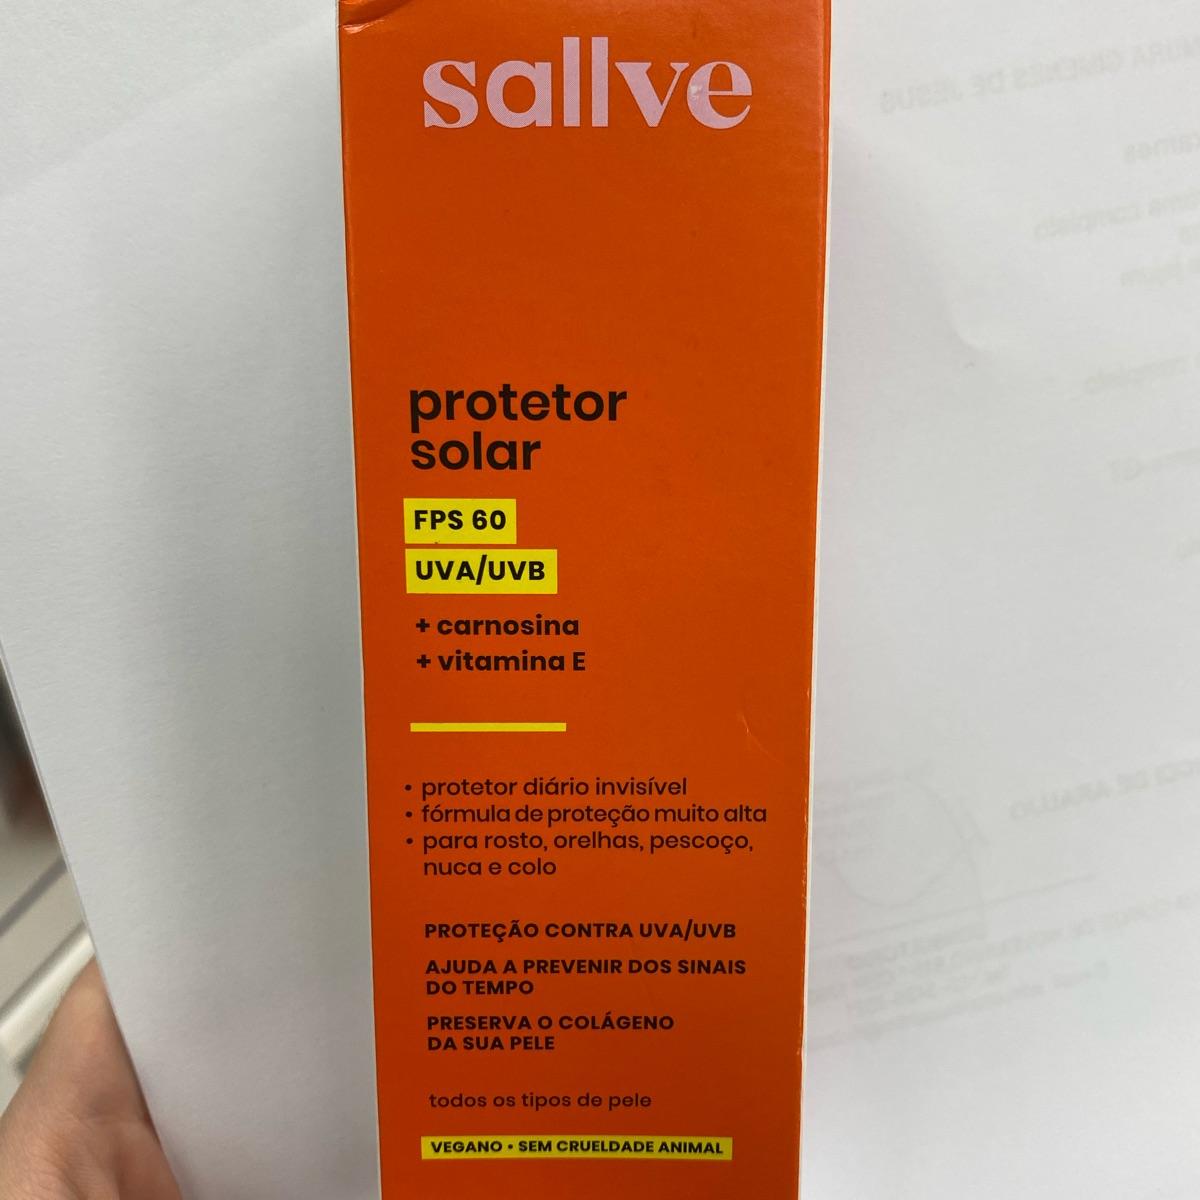 sallve
protetor
solar
FPS 60
UVA/UVB
+ carnosina
+ vitamina E
• protetor diário invisível
• fórmula de proteção muito alta
• para rosto, orelhas, pescoço,
nuca e colo
PROTEÇÃO CONTRA UVA/UVB
AJUDA A PREVENIR DOS SINAIS
DO TEMPO
PRESERVA O COLÁGENO
DA SUA PELE
todos os tipos de pele
VEGANO • SEM CRUELDADE ANIMAL